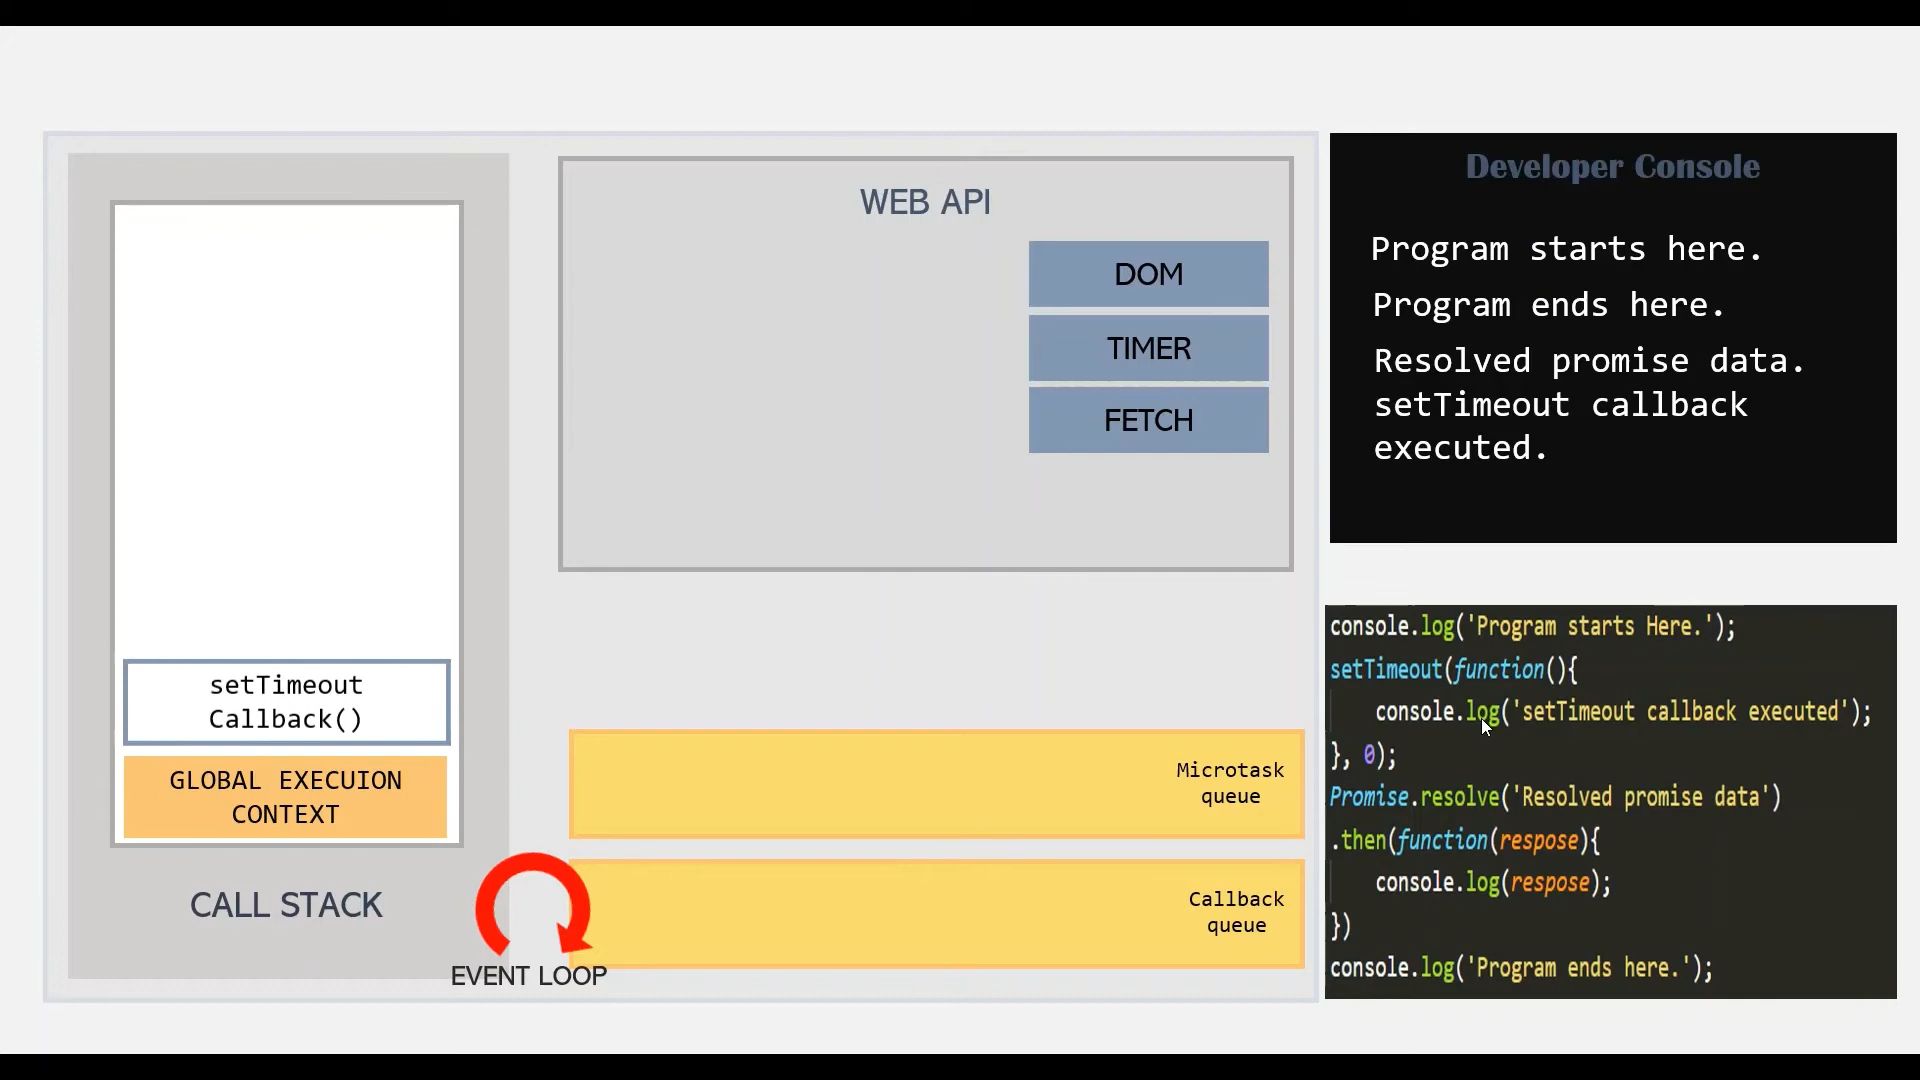 setTimeout
Callback()
GLOBAL EXECUION
CONTEXT
CALL STACK
EVENT LOOP
WEB API
DOM
TIMER
FETCH
Microtask
queue
Callback
queue
Developer Console
Program starts here.
Program ends here.
Resolved promise data.
setTimeout callback
executed.
console.log('Program starts Here.');
setTimeout(function(){
console.log('setTimeout callback executed');
}, 0);
Promise.resolve('Resolved promise data')
.then(function(respose){
console.log(respose);
})
console.log('Program ends here.');